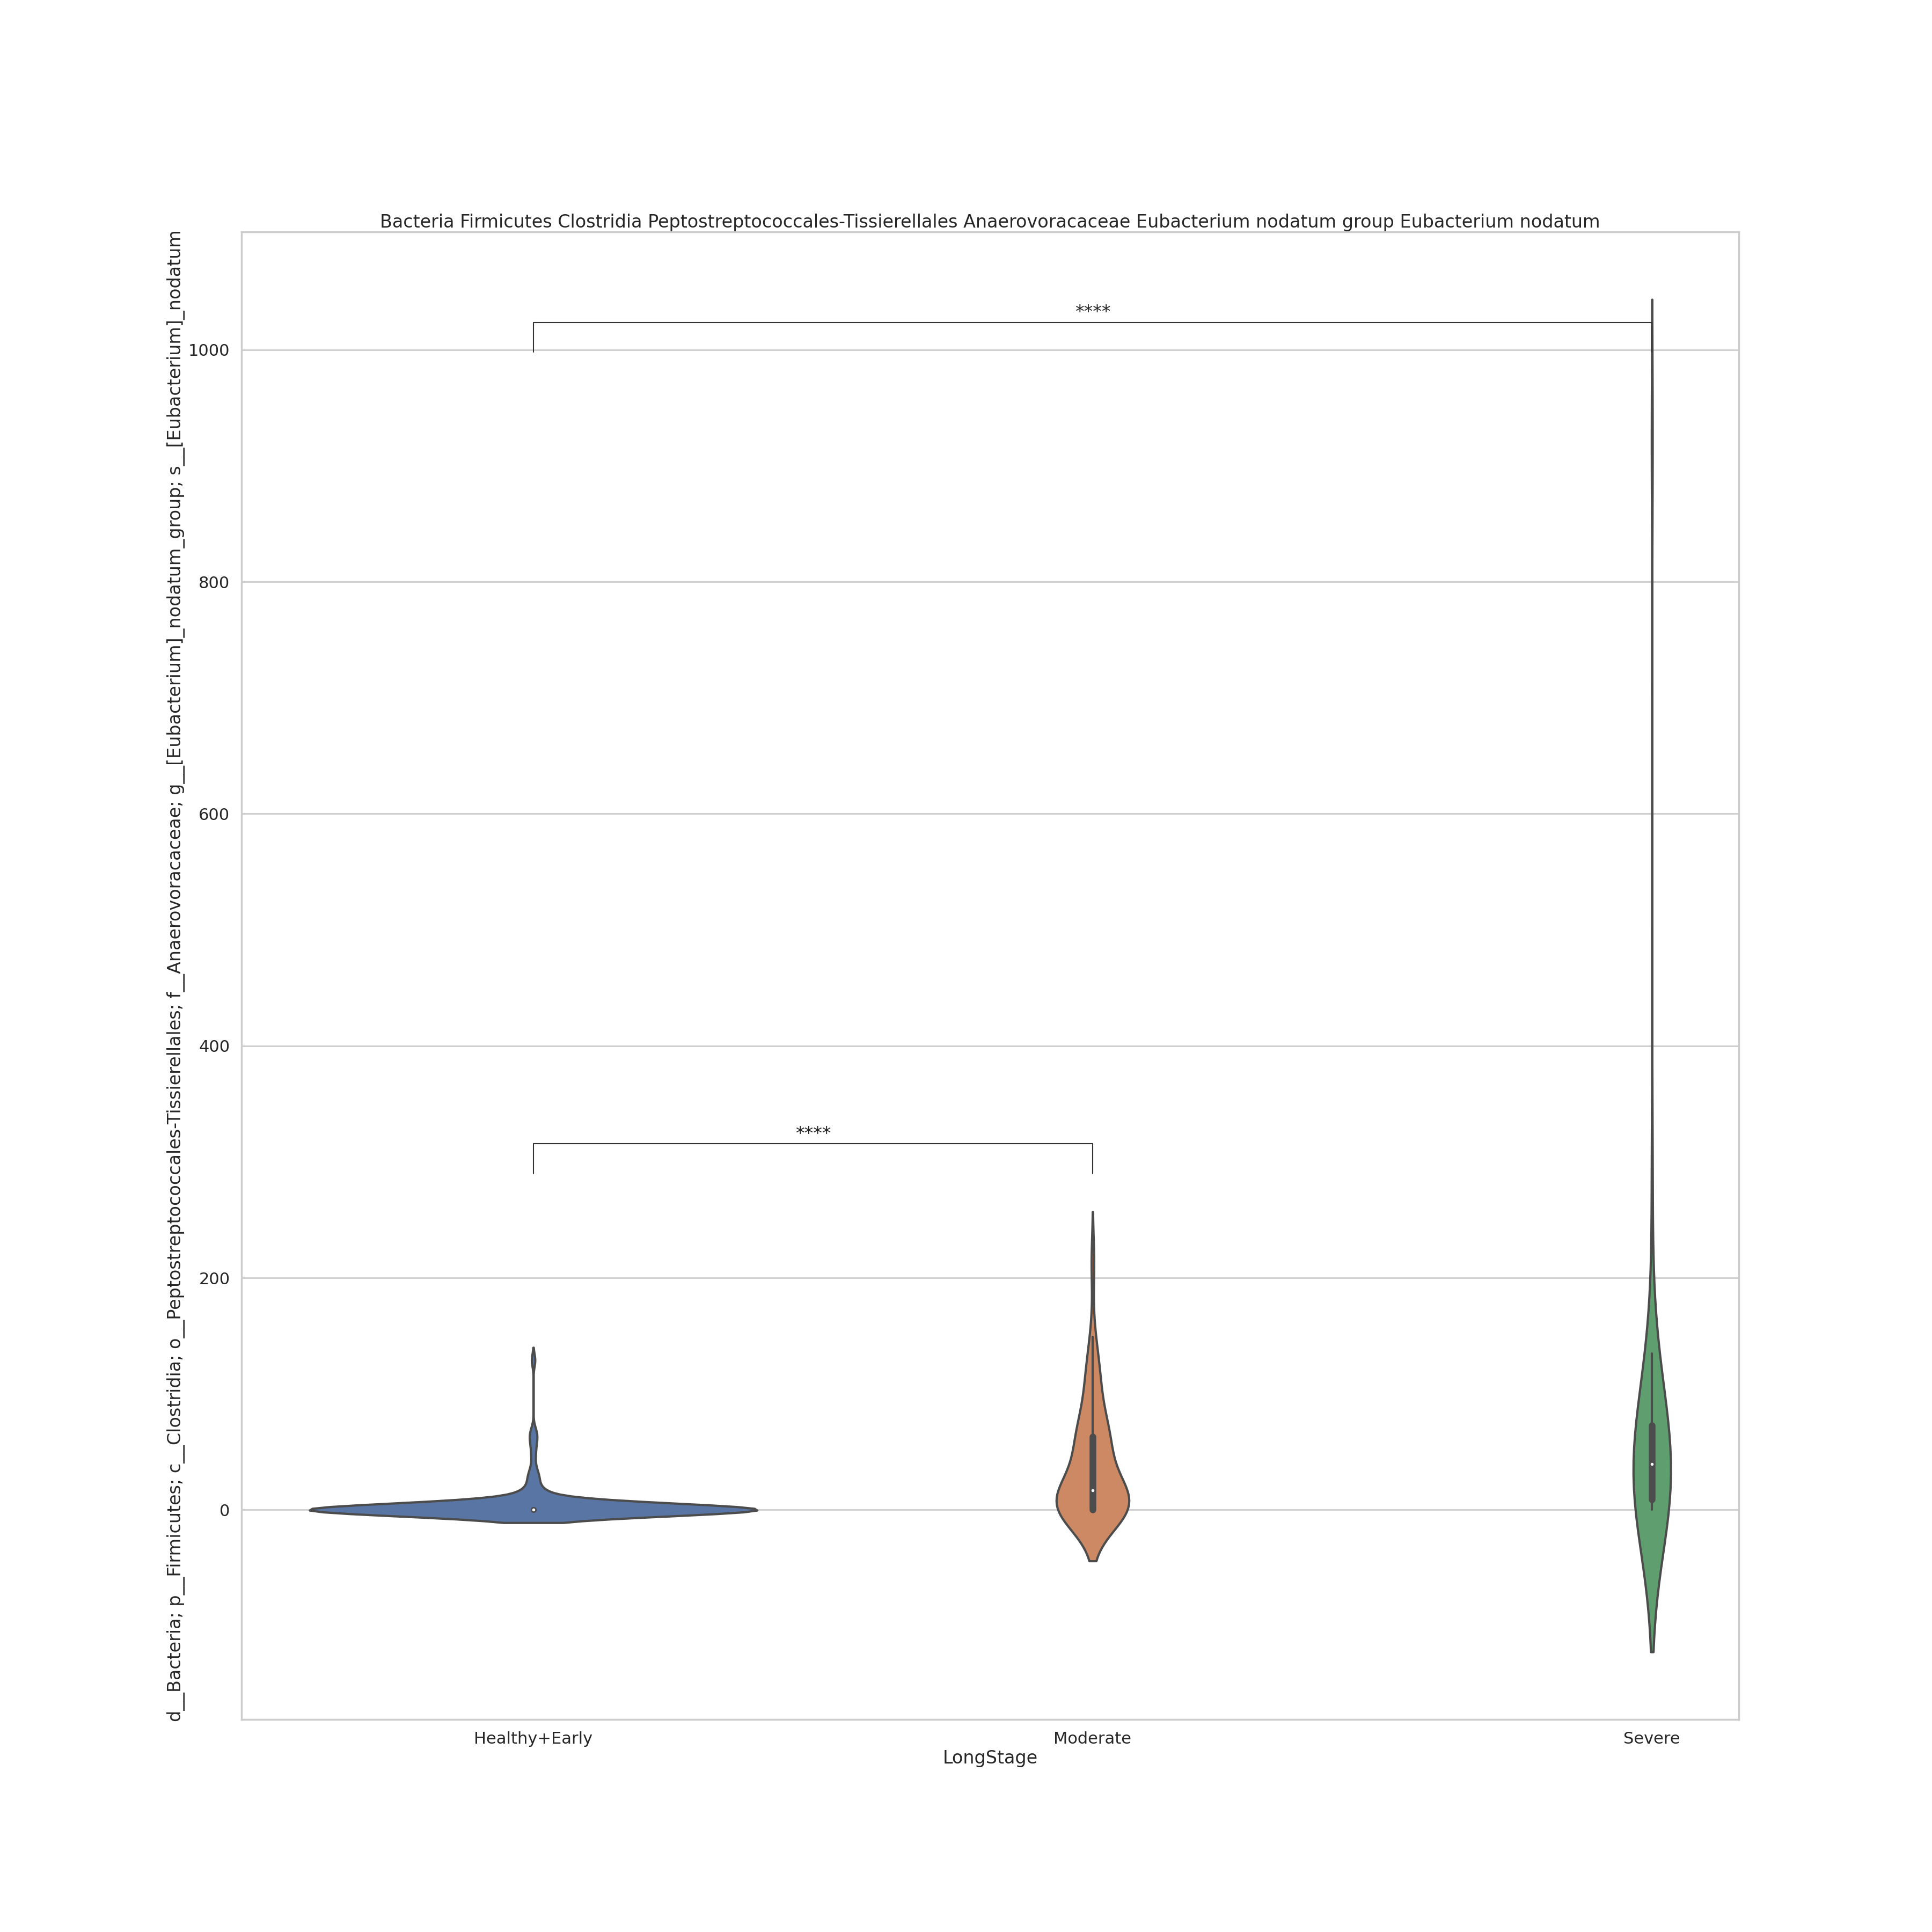 Bacteria Firmicutes Clostridia Peptostreptococcales-Tissierellales Anaerovoracaceae Eubacterium nodatum group Eubacterium nodatum
d__Bacteria; p__Firmicutes; c__Clostridia; o__Peptostreptococcales-Tissierellales; f__Anaerovoracaceae; g__[Eubacterium]_nodatum_group; s__[Eubacterium]_nodatum
****
1000
800
600
400
****
200
0
Healthy+Early
Moderate
Severe
LongStage